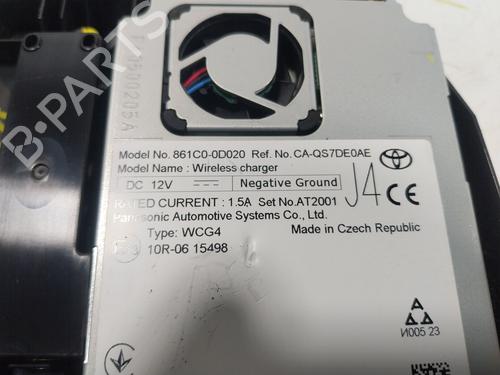 B-PARTS
1500205A
Model No. 861C0-0D020 Ref. No. CA-QS7DE0AE
Model Name : Wireless charger
DC 12V Negative Ground
RATED CURRENT : 1.5A Set No.AT2001
Panasonic Automotive Systems Co., Ltd.
J4 CE
Type: WCG4 Made in Czech Republic
10R-06 15498
И005 23